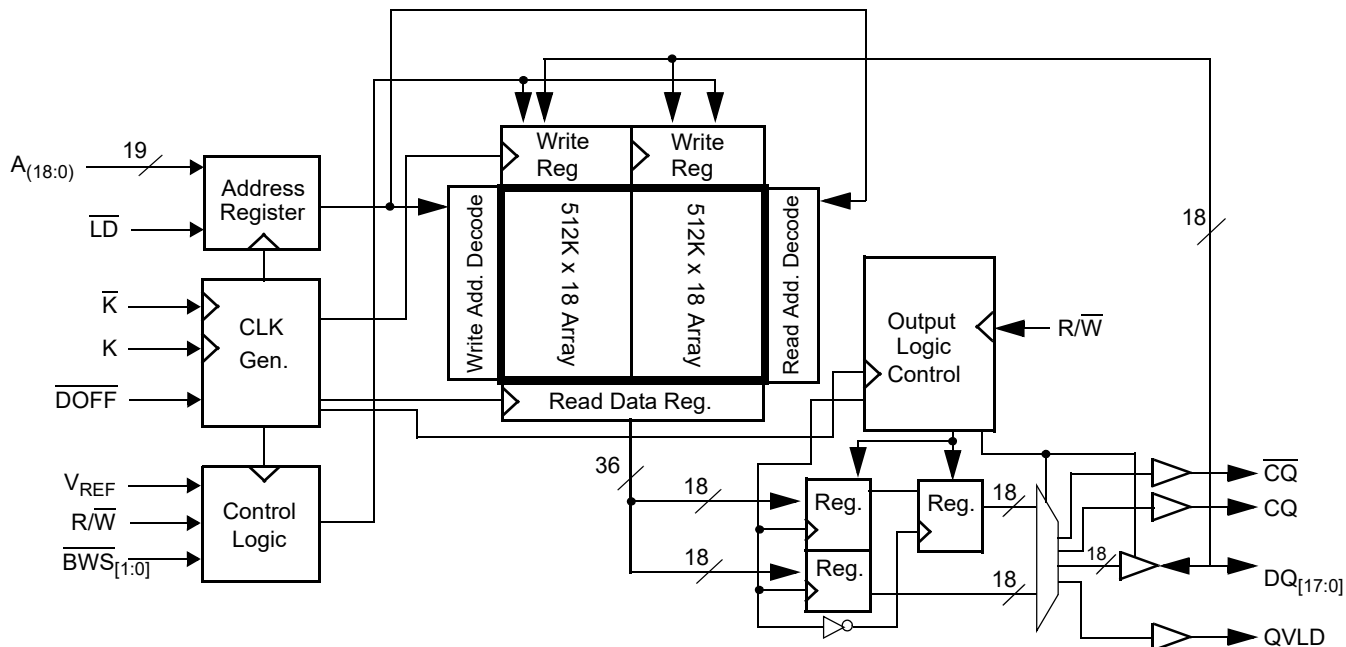 A(18:0)
19
LD
Address
Register
K
K
DOFF
CLK
Gen.
VREF
R/W
BWS[1:0]
Control
Logic
Write
Reg
Write
Reg
Write Add. Decode
512K x 18 Array
512K x 18 Array
Read Add. Decode
Read Data Reg.
18
Output
Logic
Control
R/W
36
18
18
Reg.
Reg.
Reg.
18
18
18
CQ
CQ
DQ[17:0]
QVLD